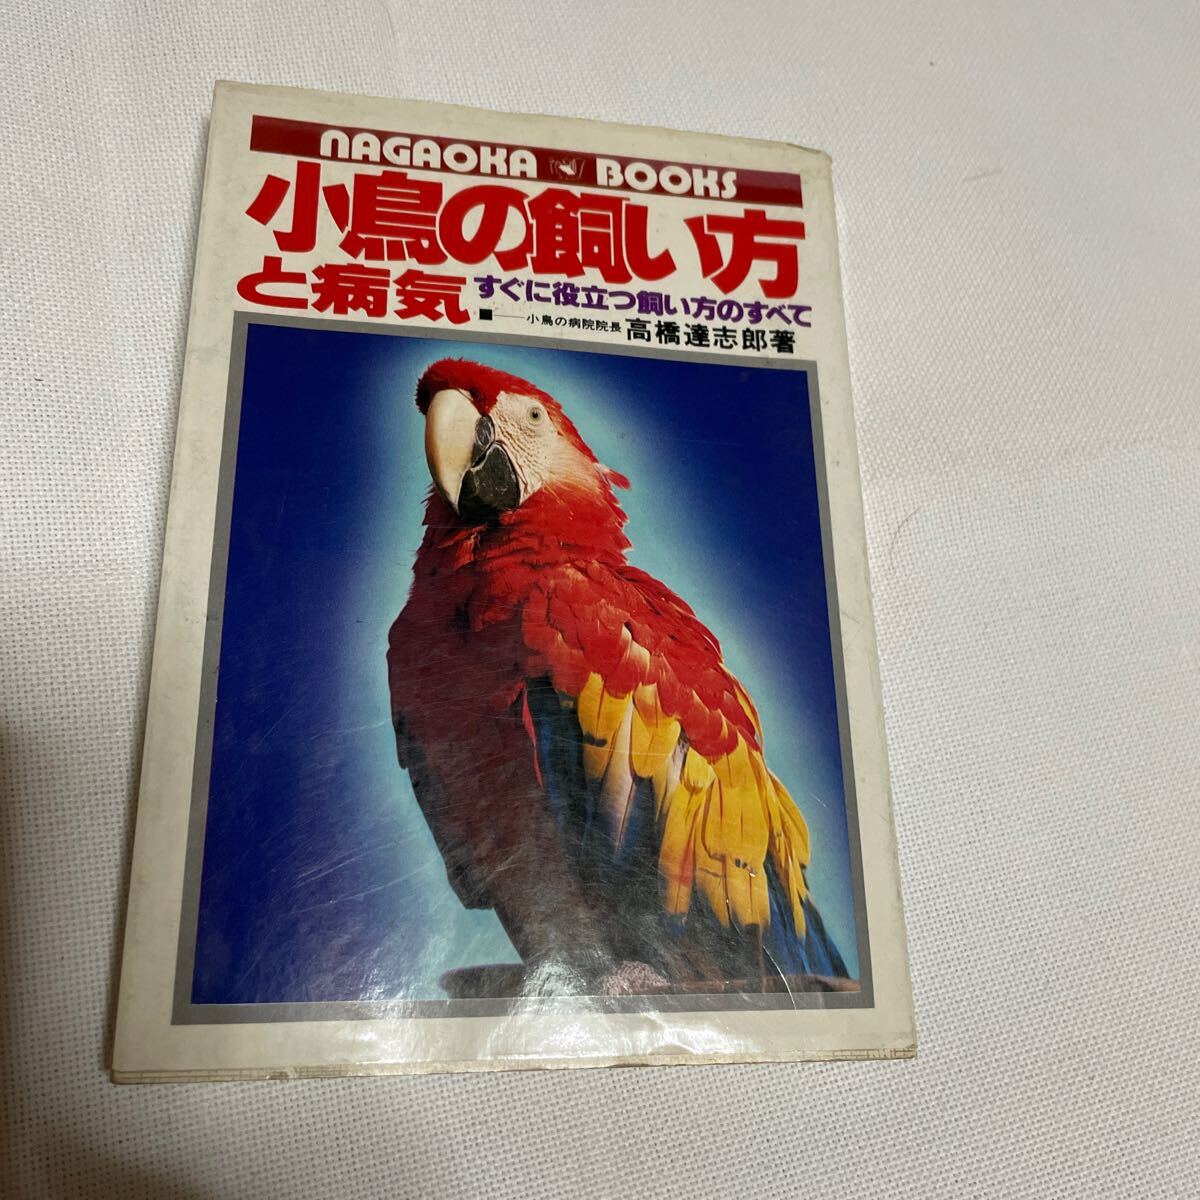 NAGAOKA BOOKS
小鳥の飼い方
と病気
すぐに役立つ飼い方のすべて
■──小鳥の病院院長 高橋達志郎著